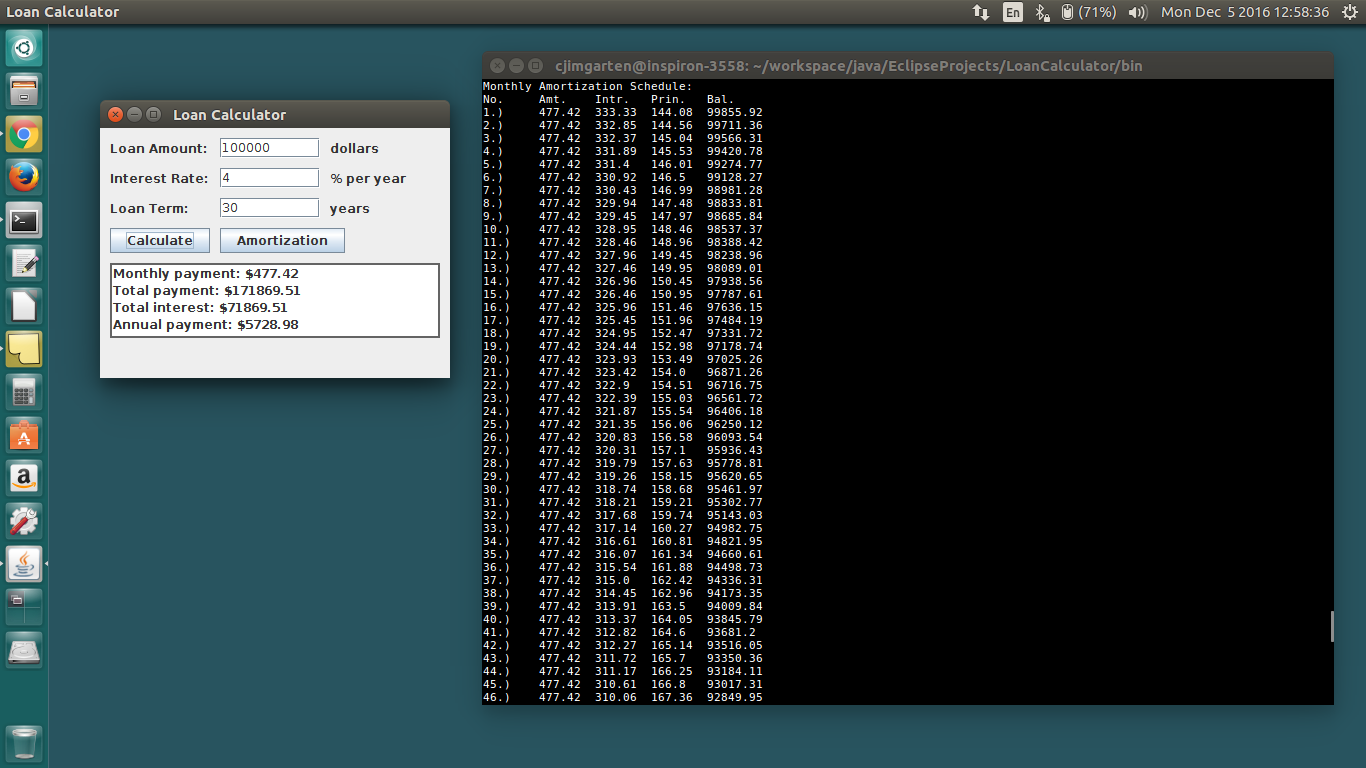 Loan Calculator
En (71%) Mon Dec 5 2016 12:58:36
Loan Calculator
Loan Amount: 100000 dollars
Interest Rate: 4 % per year
Loan Term: 30 years
Calculate Amortization
Monthly payment: $477.42
Total payment: $171869.51
Total interest: $71869.51
Annual payment: $5728.98
cjimgarten@inspiron-3558: ~/workspace/java/EclipseProjects/LoanCalculator/bin
Monthly Amortization Schedule:
No. Amt. Intr. Prin. Bal.
1.) 477.42 333.33 144.08 99855.92
2.) 477.42 332.85 144.56 99711.36
3.) 477.42 332.37 145.04 99566.31
4.) 477.42 331.89 145.53 99420.78
5.) 477.42 331.4 146.01 99274.77
6.) 477.42 330.92 146.5 99128.27
7.) 477.42 330.43 146.99 98981.28
8.) 477.42 329.94 147.48 98833.81
9.) 477.42 329.45 147.97 98685.84
10.) 477.42 328.95 148.46 98537.37
11.) 477.42 328.46 148.96 98388.42
12.) 477.42 327.96 149.45 98238.96
13.) 477.42 327.46 149.95 98089.01
14.) 477.42 326.96 150.45 97938.56
15.) 477.42 326.46 150.95 97787.61
16.) 477.42 325.96 151.46 97636.15
17.) 477.42 325.45 151.96 97484.19
18.) 477.42 324.95 152.47 97331.72
19.) 477.42 324.44 152.98 97178.74
20.) 477.42 323.93 153.49 97025.26
21.) 477.42 323.42 154.0 96871.26
22.) 477.42 322.9 154.51 96716.75
23.) 477.42 322.39 155.03 96561.72
24.) 477.42 321.87 155.54 96406.18
25.) 477.42 321.35 156.06 96250.12
26.) 477.42 320.83 156.58 96093.54
27.) 477.42 320.31 157.1 95936.43
28.) 477.42 319.79 157.63 95778.81
29.) 477.42 319.26 158.15 95620.65
30.) 477.42 318.74 158.68 95461.97
31.) 477.42 318.21 159.21 95302.77
32.) 477.42 317.68 159.74 95143.03
33.) 477.42 317.14 160.27 94982.75
34.) 477.42 316.61 160.81 94821.95
35.) 477.42 316.07 161.34 94660.61
36.) 477.42 315.54 161.88 94498.73
37.) 477.42 315.0 162.42 94336.31
38.) 477.42 314.45 162.96 94173.35
39.) 477.42 313.91 163.5 94009.84
40.) 477.42 313.37 164.05 93845.79
41.) 477.42 312.82 164.6 93681.2
42.) 477.42 312.27 165.14 93516.05
43.) 477.42 311.72 165.7 93350.36
44.) 477.42 311.17 166.25 93184.11
45.) 477.42 310.61 166.8 93017.31
46.) 477.42 310.06 167.36 92849.95